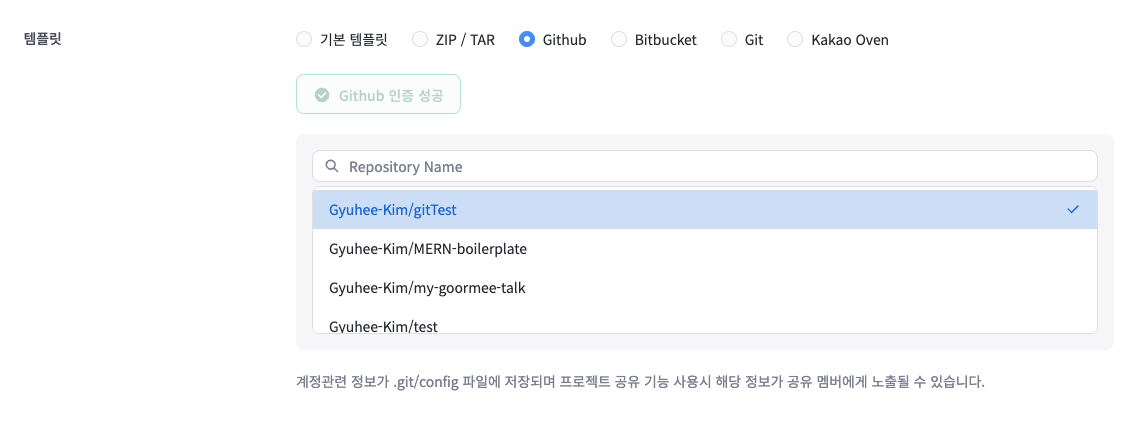 템플릿
기본 템플릿 ZIP / TAR Github Bitbucket Git Kakao Oven
Github 인증 성공
Repository Name
Gyuhee-Kim/gitTest
Gyuhee-Kim/MERN-boilerplate
Gyuhee-Kim/my-goormee-talk
Gyuhee-Kim/test
계정관련 정보가 .git/config 파일에 저장되며 프로젝트 공유 기능 사용시 해당 정보가 공유 멤버에게 노출될 수 있습니다.